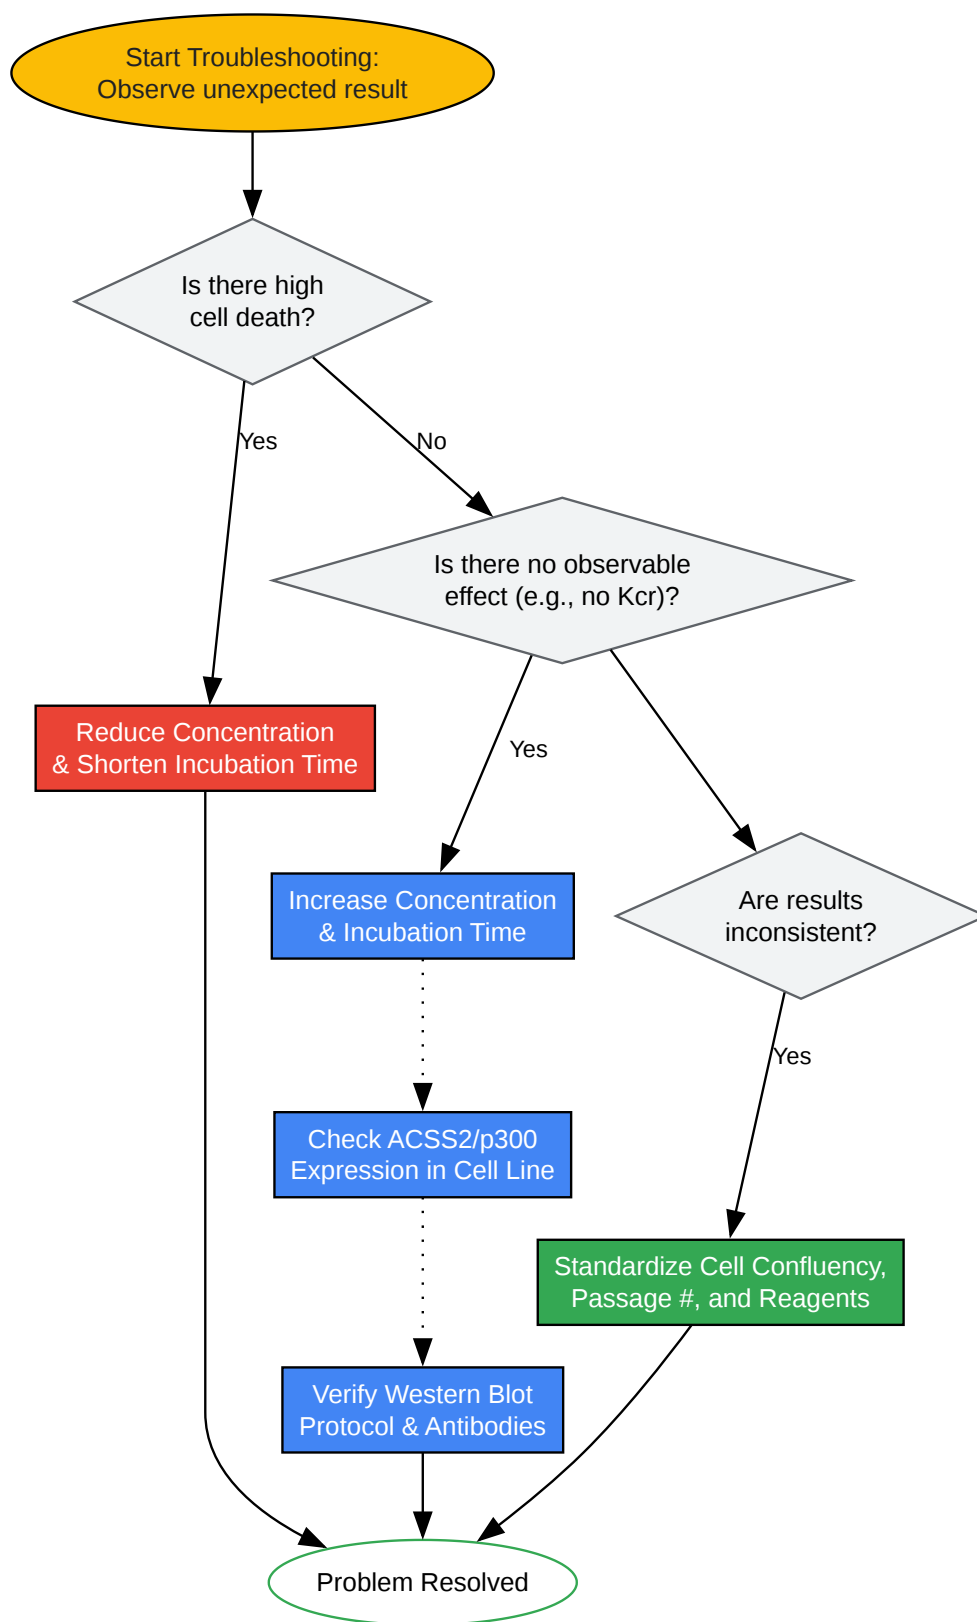 Start Troubleshooting:
Observe unexpected result
Is there high
cell death?
Yes
No
Is there no observable
effect (e.g., no Kcr)?
Reduce Concentration
& Shorten Incubation Time
Yes
Increase Concentration
& Incubation Time
Are results
inconsistent?
Yes
Check ACSS2/p300
Expression in Cell Line
Standardize Cell Confluency,
Passage #, and Reagents
Verify Western Blot
Protocol & Antibodies
Problem Resolved